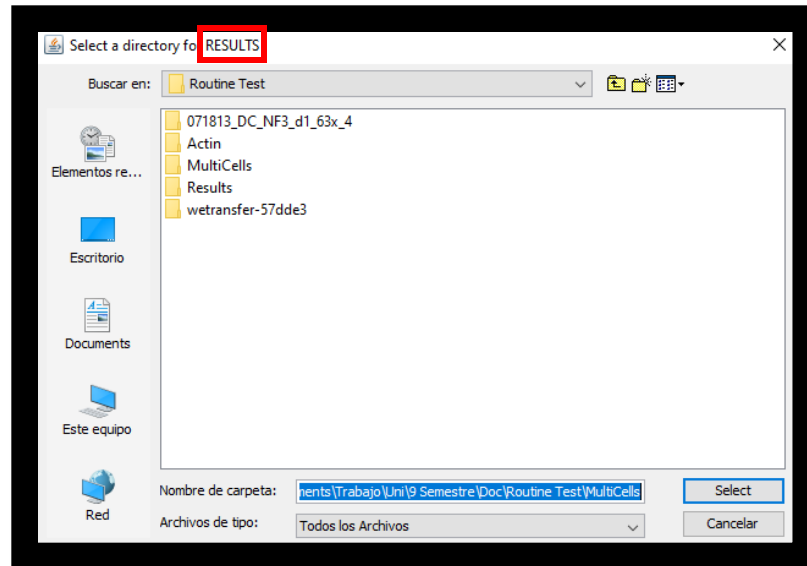 Select a directory for RESULTS
Buscar en: Routine Test
071813_DC_NF3_d1_63x_4
Actin
MultiCells
Results
wetransfer-57dde3
Elementos re...
Escritorio
Documents
Este equipo
Red
Nombre de carpeta: nents\Trabajo\Uni\9 Semestre\Doc\Routine Test\MultiCells Select
Archivos de tipo: Todos los Archivos Cancelar